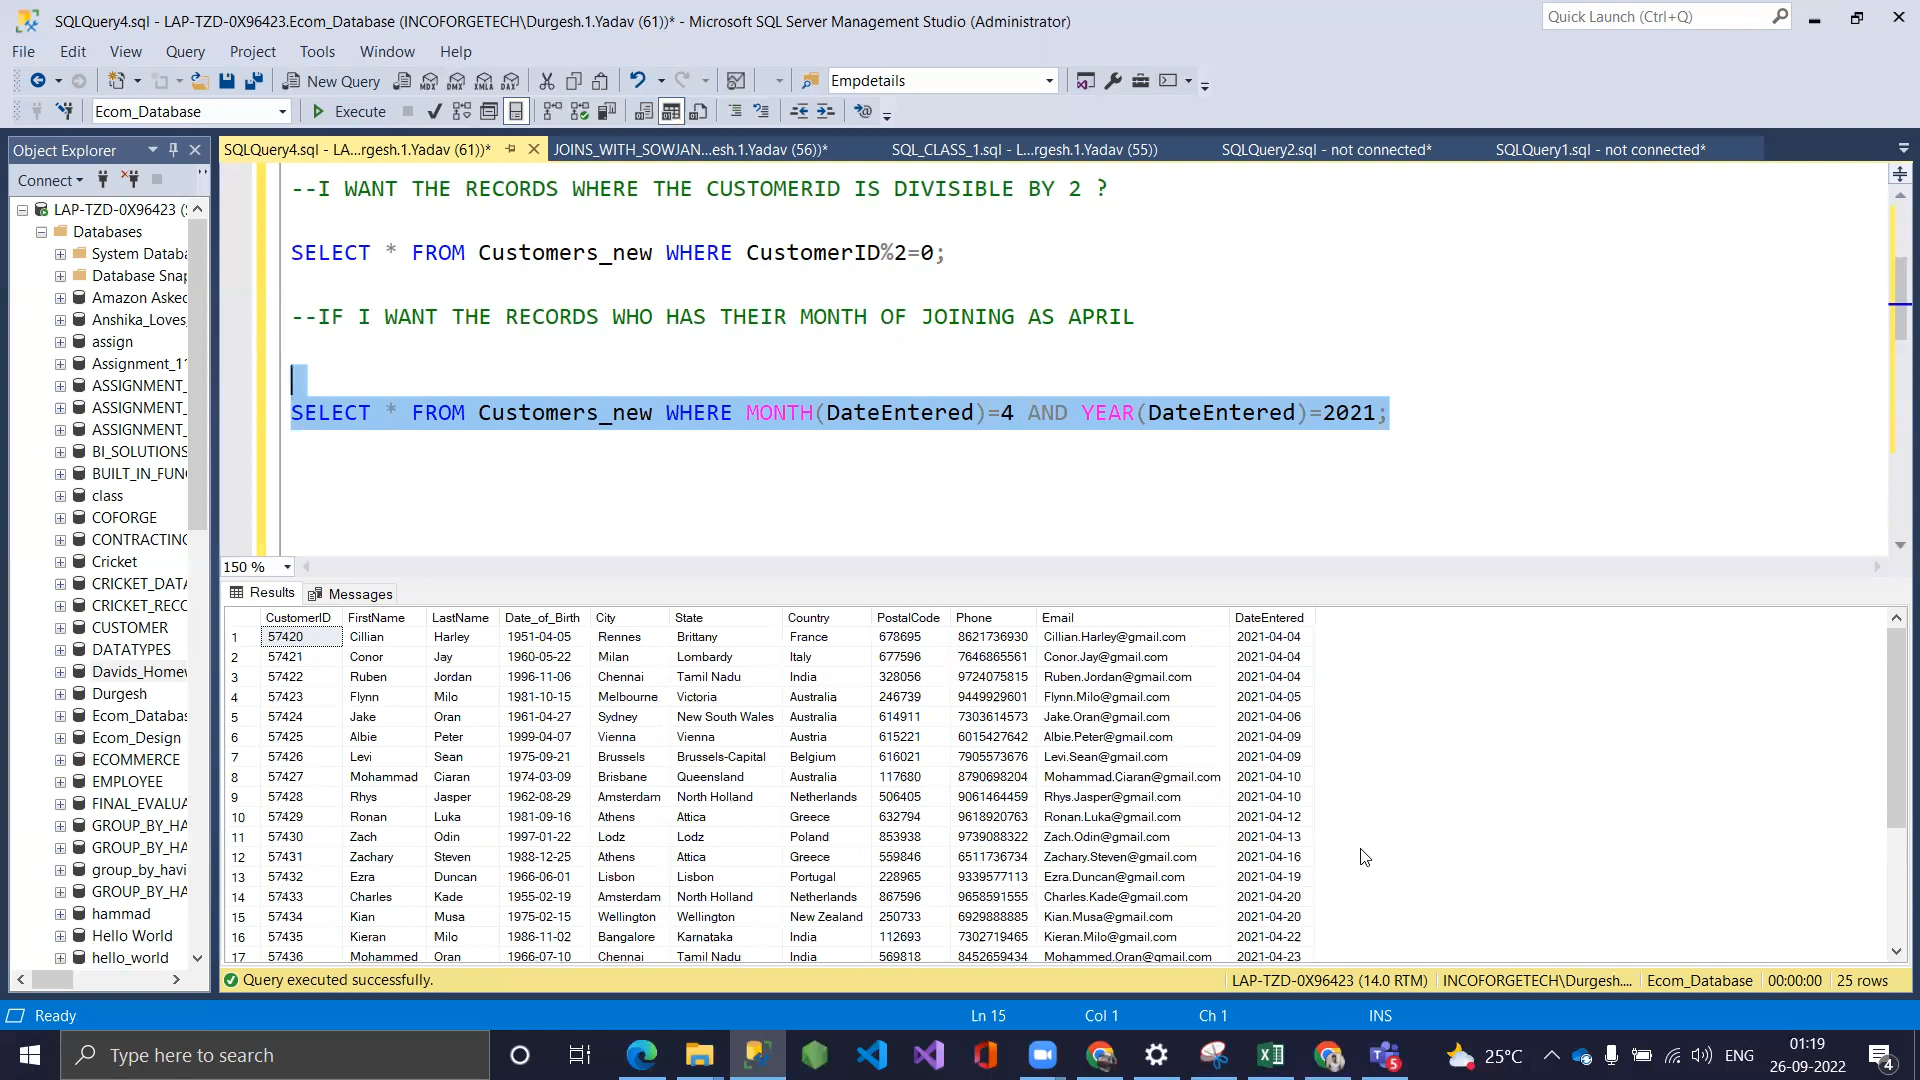 SQLQuery4.sql - LAP-TZD-0X96423.Ecom_Database (INCOFORGETECH\Durgesh.1.Yadav (61))* - Microsoft SQL Server Management Studio (Administrator)
Quick Launch (Ctrl+Q)
File Edit View Query Project Tools Window Help
New Query
Empdetails
Ecom_Database
Execute
Object Explorer
SQLQuery4.sql - LA...rgesh.1.Yadav (61))*
JOINS_WITH_SOWJAN...esh.1.Yadav (56))*
SQL_CLASS_1.sql - L...rgesh.1.Yadav (55))
SQLQuery2.sql - not connected*
SQLQuery1.sql - not connected*
Connect
LAP-TZD-0X96423 (
Databases
System Databa
Database Snap
Amazon Asked
Anshika_Loves
assign
Assignment_11
ASSIGNMENT_
ASSIGNMENT_
ASSIGNMENT_
BI_SOLUTIONS
BUILT_IN_FUN
class
COFORGE
CONTRACTING
Cricket
CRICKET_DATA
CRICKET_RECO
CUSTOMER
DATATYPES
Davids_Homew
Durgesh
Ecom_Databas
Ecom_Design
ECOMMERCE
EMPLOYEE
FINAL_EVALUA
GROUP_BY_HA
GROUP_BY_HA
group_by_havi
GROUP_BY_HA
hammad
Hello World
hello_world
--I WANT THE RECORDS WHERE THE CUSTOMERID IS DIVISIBLE BY 2 ?
SELECT * FROM Customers_new WHERE CustomerID%2=0;
--IF I WANT THE RECORDS WHO HAS THEIR MONTH OF JOINING AS APRIL
SELECT * FROM Customers_new WHERE MONTH(DateEntered)=4 AND YEAR(DateEntered)=2021;
150 %
Results Messages
CustomerID FirstName LastName Date_of_Birth City State Country PostalCode Phone Email DateEntered
1 57420 Cillian Harley 1951-04-05 Rennes Brittany France 678695 8621736930 Cillian.Harley@gmail.com 2021-04-04
2 57421 Conor Jay 1960-05-22 Milan Lombardy Italy 677596 7646865561 Conor.Jay@gmail.com 2021-04-04
3 57422 Ruben Jordan 1996-11-06 Chennai Tamil Nadu India 328056 9724075815 Ruben.Jordan@gmail.com 2021-04-04
4 57423 Flynn Milo 1981-10-15 Melbourne Victoria Australia 246739 9449929601 Flynn.Milo@gmail.com 2021-04-05
5 57424 Jake Oran 1961-04-27 Sydney New South Wales Australia 614911 7303614573 Jake.Oran@gmail.com 2021-04-06
6 57425 Albie Peter 1999-04-07 Vienna Vienna Austria 615221 6015427642 Albie.Peter@gmail.com 2021-04-09
7 57426 Levi Sean 1975-09-21 Brussels Brussels-Capital Belgium 616021 7905573676 Levi.Sean@gmail.com 2021-04-09
8 57427 Mohammad Ciaran 1974-03-09 Brisbane Queensland Australia 117680 8790698204 Mohammad.Ciaran@gmail.com 2021-04-10
9 57428 Rhys Jasper 1962-08-29 Amsterdam North Holland Netherlands 506405 9061464459 Rhys.Jasper@gmail.com 2021-04-10
10 57429 Ronan Luka 1981-09-16 Athens Attica Greece 632794 9618920763 Ronan.Luka@gmail.com 2021-04-12
11 57430 Zach Odin 1997-01-22 Lodz Lodz Poland 853938 9739088322 Zach.Odin@gmail.com 2021-04-13
12 57431 Zachary Steven 1988-12-25 Athens Attica Greece 559846 6511736734 Zachary.Steven@gmail.com 2021-04-16
13 57432 Ezra Duncan 1966-06-01 Lisbon Lisbon Portugal 228965 9339577113 Ezra.Duncan@gmail.com 2021-04-19
14 57433 Charles Kade 1955-02-19 Amsterdam North Holland Netherlands 867596 9658591555 Charles.Kade@gmail.com 2021-04-20
15 57434 Kian Musa 1975-02-15 Wellington Wellington New Zealand 250733 6929888885 Kian.Musa@gmail.com 2021-04-20
16 57435 Kieran Milo 1986-11-02 Bangalore Karnataka India 112693 7302719465 Kieran.Milo@gmail.com 2021-04-22
17 57436 Mohammed Oran 1966-07-10 Chennai Tamil Nadu India 569818 8452659434 Mohammed.Oran@gmail.com 2021-04-23
Query executed successfully. LAP-TZD-0X96423 (14.0 RTM) INCOFORGETECH\Durgesh.... Ecom_Database 00:00:00 25 rows
Ready Ln 15 Col 1 Ch 1 INS
Type here to search
25°C
ENG
01:19
26-09-2022
5
4